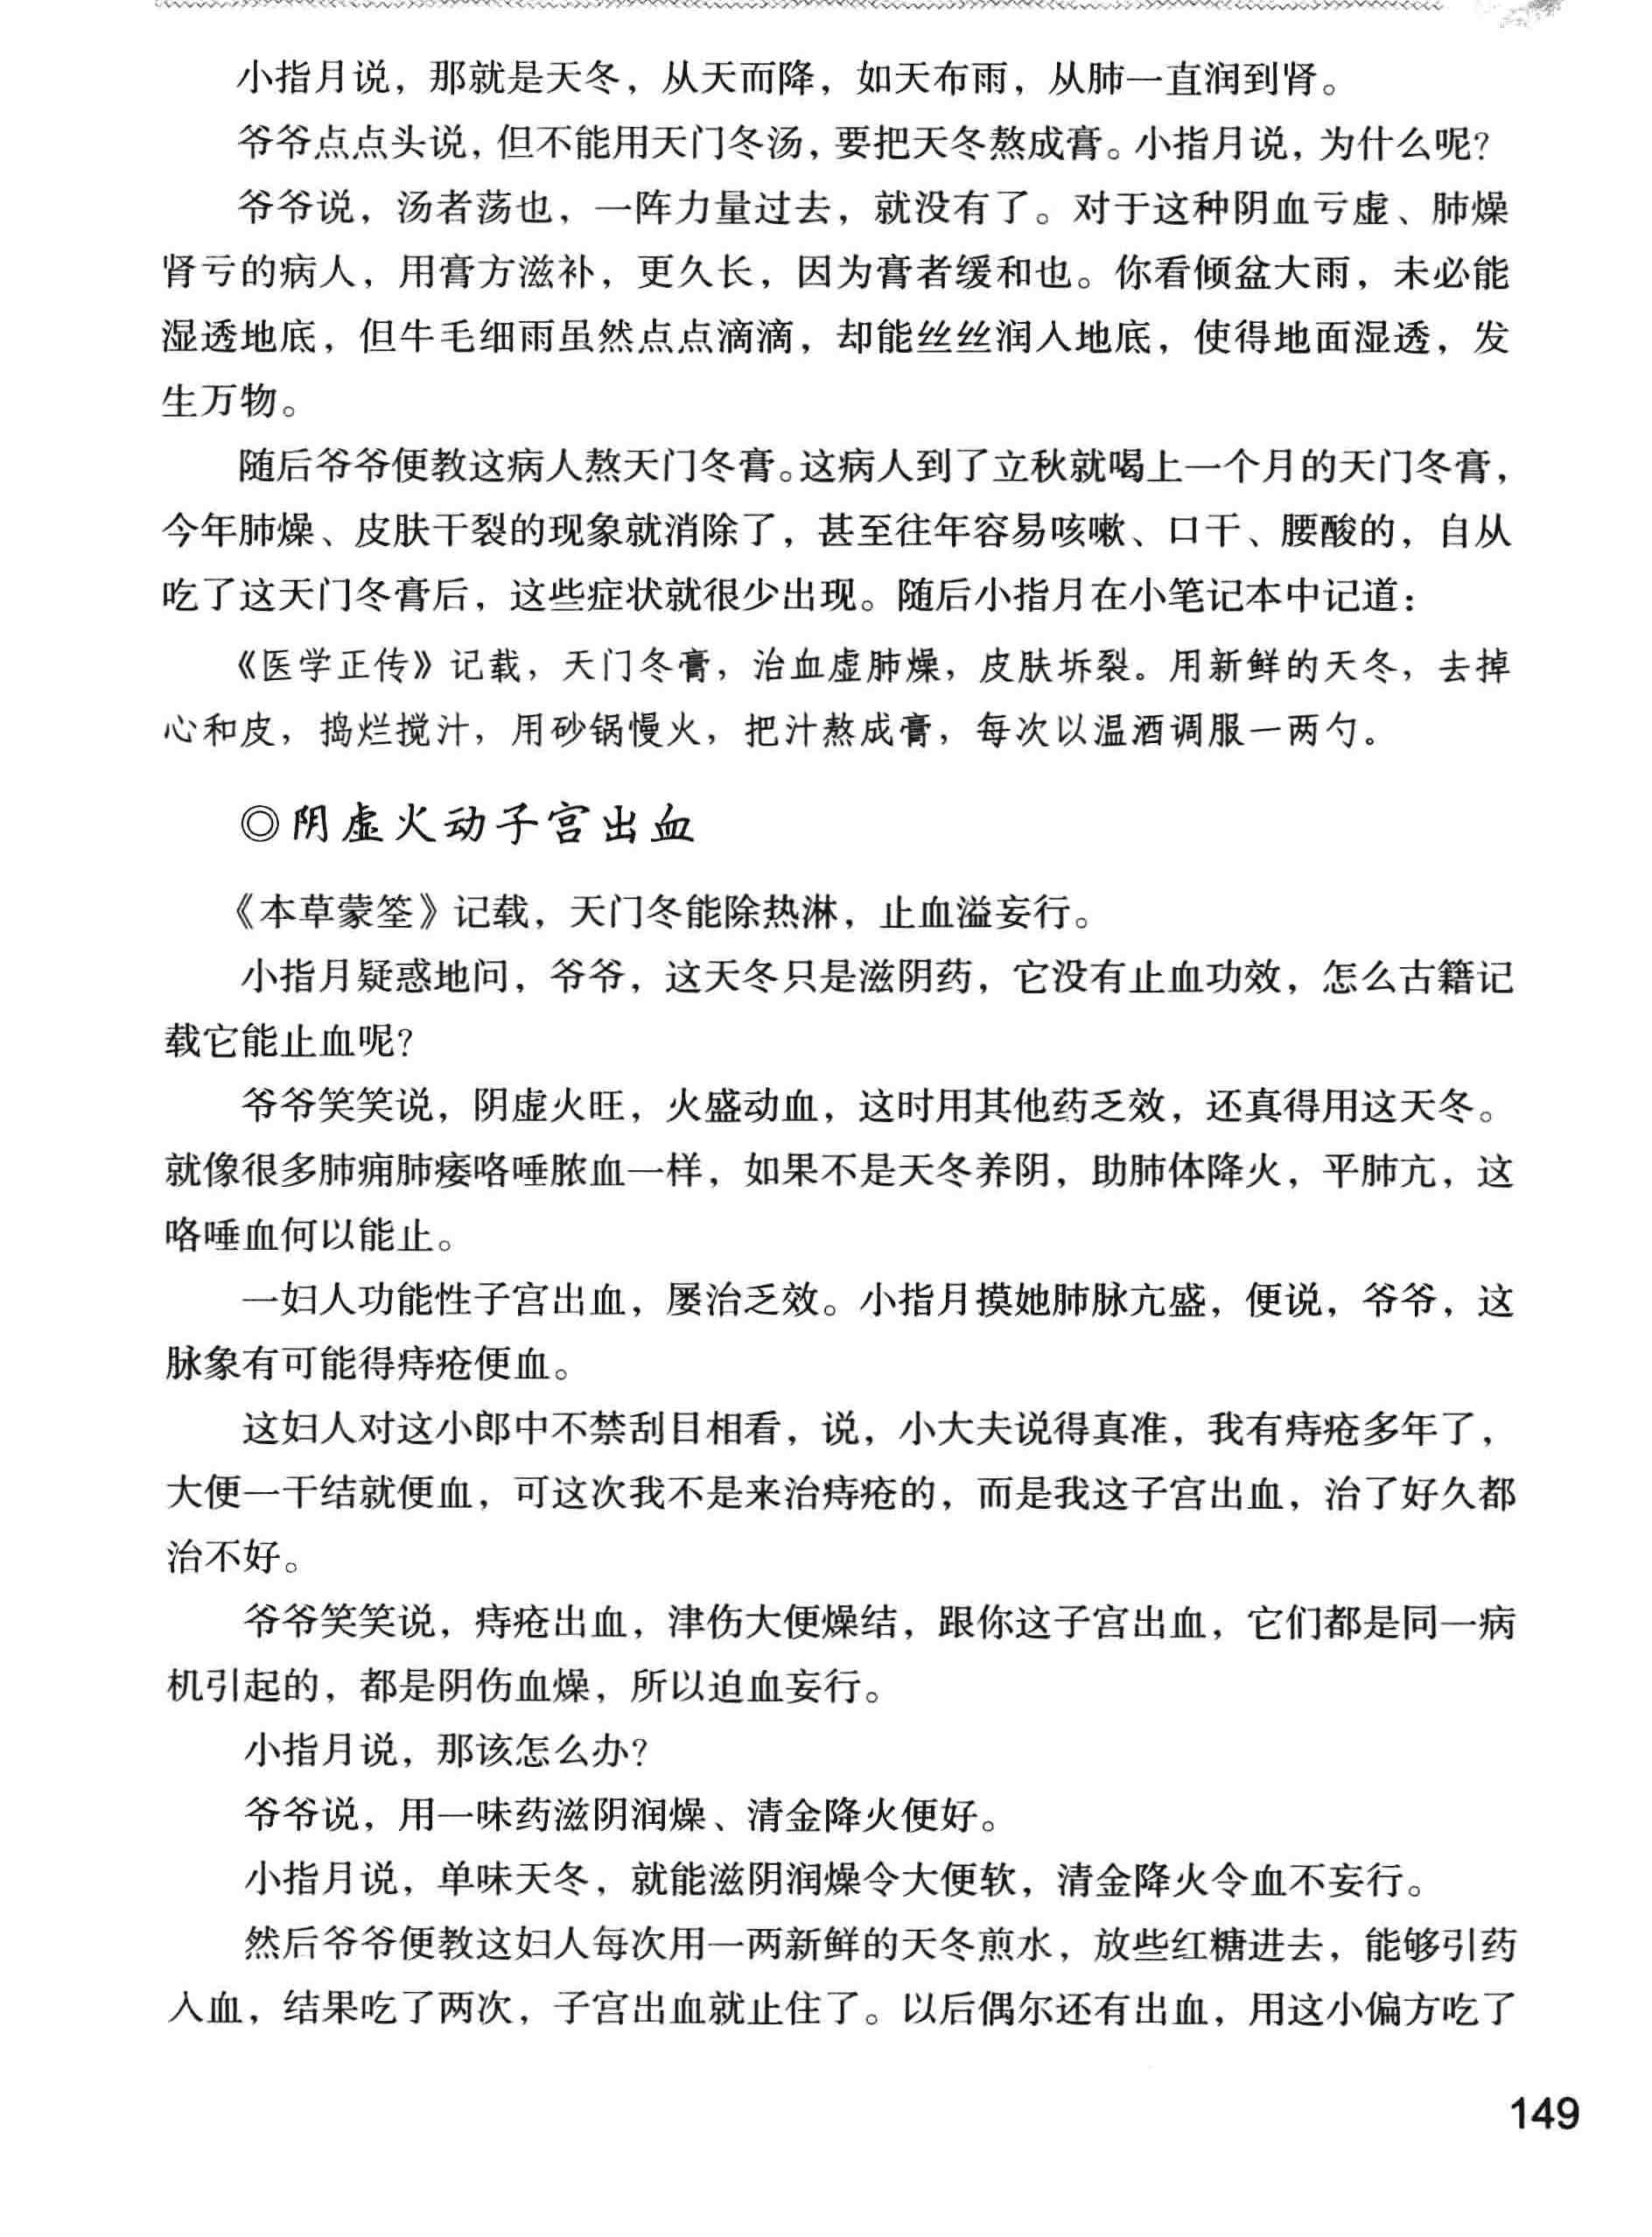 小指月说，那就是天冬，从天而降，如天布雨，从肺一直润到肾。
爷爷点点头说，但不能用天门冬汤，要把天冬熬成膏。小指月说，为什么呢？
爷爷说，汤者荡也，一阵力量过去，就没有了。对于这种阴血亏虚、肺燥
肾亏的病人，用膏方滋补，更久长，因为膏者缓和也。你看倾盆大雨，未必能
湿透地底，但牛毛细雨虽然点点滴滴，却能丝丝润入地底，使得地面湿透，发
生万物。
随后爷爷便教这病人熬天门冬膏。这病人到了立秋就喝上一个月的天门冬膏，
今年肺燥、皮肤干裂的现象就消除了，甚至往年容易咳嗽、口干、腰酸的，自从
吃了这天门冬膏后，这些症状就很少出现。随后小指月在小笔记本中记道：
《医学正传》记载，天门冬膏，治血虚肺燥，皮肤坼裂。用新鲜的天冬，去掉
心和皮，捣烂搅汁，用砂锅慢火，把汁熬成膏，每次以温酒调服一两勺。
◎阴虚火动子宫出血
《本草蒙筌》记载，天门冬能除热淋，止血溢妄行。
小指月疑惑地问，爷爷，这天冬只是滋阴药，它没有止血功效，怎么古籍记
载它能止血呢？
爷爷笑笑说，阴虚火旺，火盛动血，这时用其他药乏效，还真得用这天冬。
就像很多肺痈肺痿咯唾脓血一样，如果不是天冬养阴，助肺体降火，平肺亢，这
咯唾血何以能止。
一妇人功能性子宫出血，屡治乏效。小指月摸她肺脉亢盛，便说，爷爷，这
脉象有可能得痔疮便血。
这妇人对这小郎中不禁刮目相看，说，小大夫说得真准，我有痔疮多年了，
大便一干结就便血，可这次我不是来治痔疮的，而是我这子宫出血，治了好久都
治不好。
爷爷笑笑说，痔疮出血，津伤大便燥结，跟你这子宫出血，它们都是同一病
机引起的，都是阴伤血燥，所以迫血妄行。
小指月说，那该怎么办？
爷爷说，用一味药滋阴润燥、清金降火便好。
小指月说，单味天冬，就能滋阴润燥令大便软，清金降火令血不妄行。
然后爷爷便教这妇人每次用一两新鲜的天冬煎水，放些红糖进去，能够引药
入血，结果吃了两次，子宫出血就止住了。以后偶尔还有出血，用这小偏方吃了
149